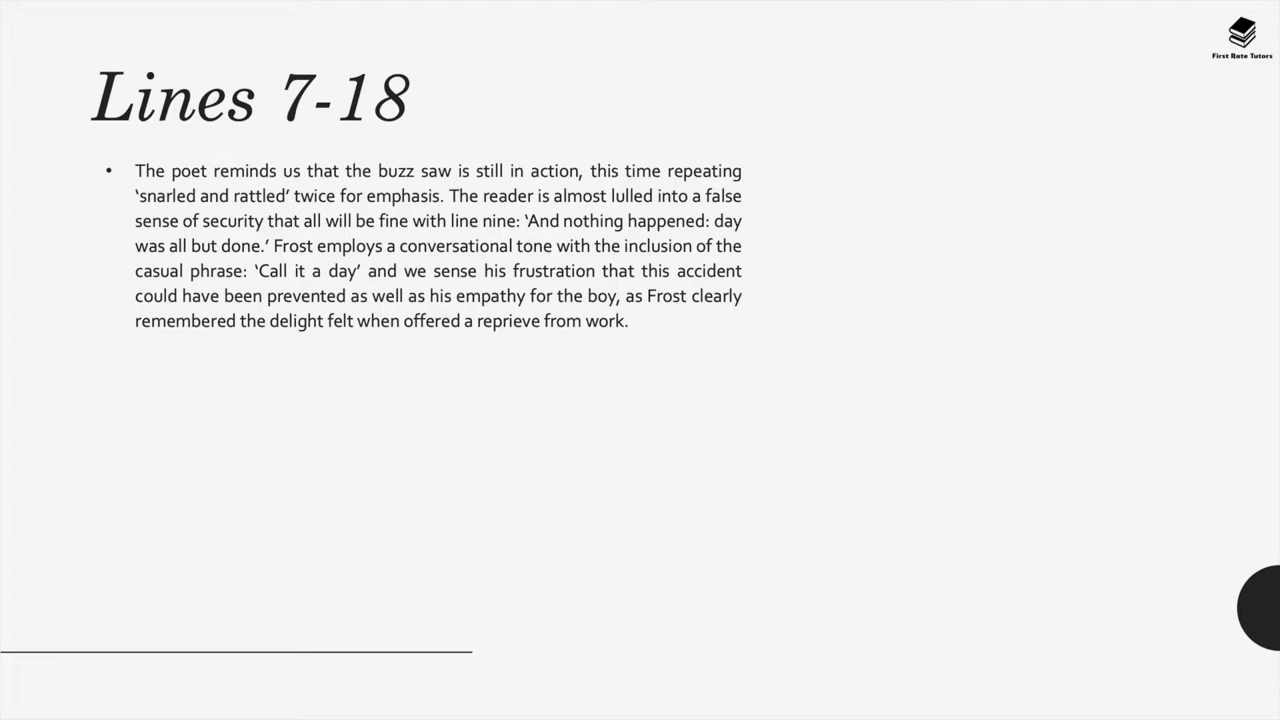 First Rate Tutors
Lines 7-18
• The poet reminds us that the buzz saw is still in action, this time repeating
‘snarled and rattled’ twice for emphasis. The reader is almost lulled into a false
sense of security that all will be fine with line nine: ‘And nothing happened: day
was all but done.’ Frost employs a conversational tone with the inclusion of the
casual phrase: ‘Call it a day’ and we sense his frustration that this accident
could have been prevented as well as his empathy for the boy, as Frost clearly
remembered the delight felt when offered a reprieve from work.